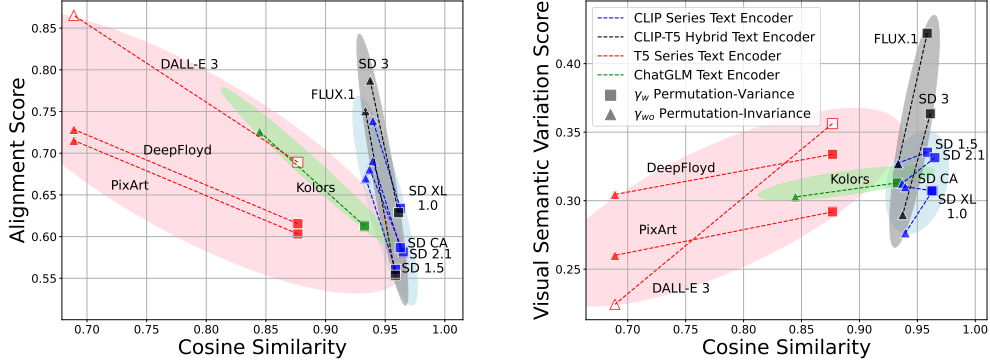 0.85
0.80
0.75
0.70
0.65
0.60
0.55
Alignment Score
DALL-E 3
SD 3
FLUX.1
DeepFloyd
PixArt
Kolors
SD XL
1.0
SD CA
SD 2.1
SD 1.5
0.70 0.75 0.80 0.85 0.90 0.95 1.00
Cosine Similarity
0.45
0.40
0.35
0.30
0.25
Visual Semantic Variation Score
CLIP Series Text Encoder
CLIP-T5 Hybrid Text Encoder
T5 Series Text Encoder
ChatGLM Text Encoder
γw Permutation-Variance
γwo Permutation-Invariance
FLUX.1
SD 3
SD 1.5
SD 2.1
DeepFloyd
Kolors
SD CA
SD XL
1.0
PixArt
DALL-E 3
0.70 0.75 0.80 0.85 0.90 0.95 1.00
Cosine Similarity